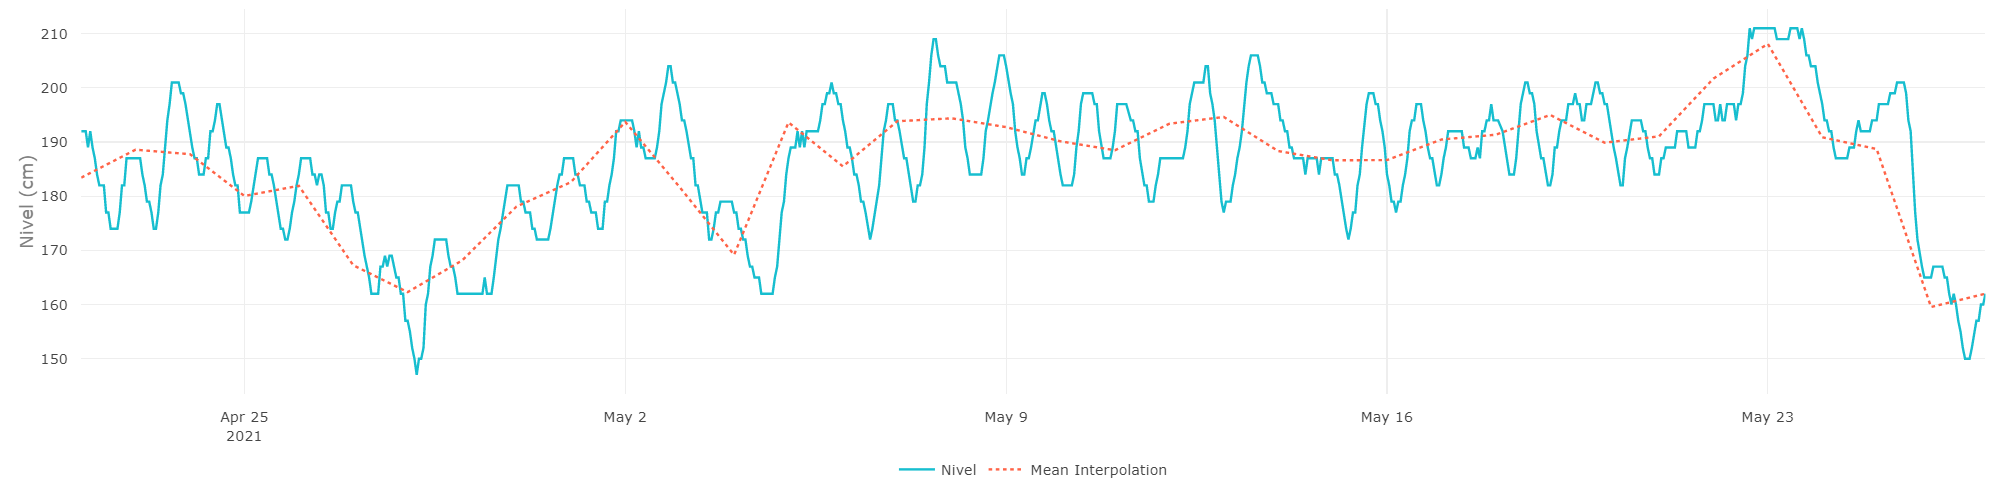 Nivel (cm)
210
200
190
180
170
160
150
Apr 25
2021
May 2
May 9
May 16
May 23
Nivel
Mean Interpolation